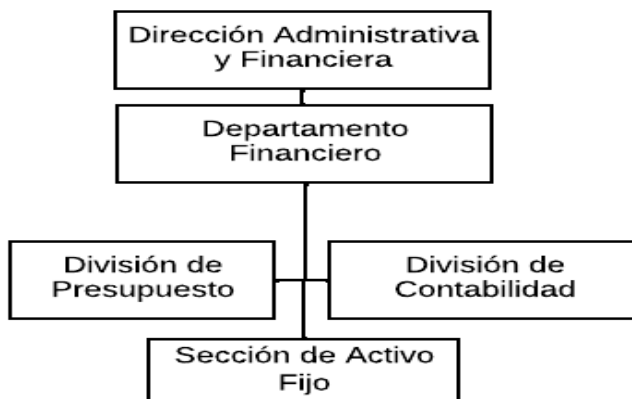 Dirección Administrativa
y Financiera
Departamento
Financiero
División de
Presupuesto
División de
Contabilidad
Sección de Activo
Fijo